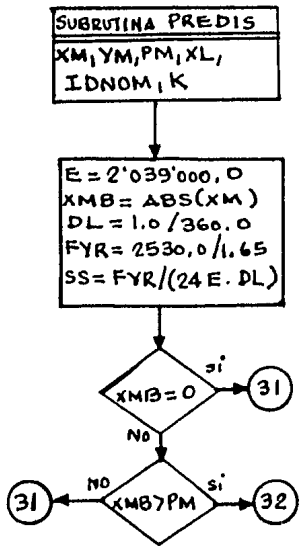 SUBRUTINA PREDIS
XM, YM, PM, XL,
IDNOM, K
E = 2'039'000,0
XMB = ABS(XM)
DL = 1.0/360.0
FYR = 2530.0/1.65
SS = FYR/(24 E. DL)
XMB = 0
si
31
No
XMB > PM
no
31
si
32